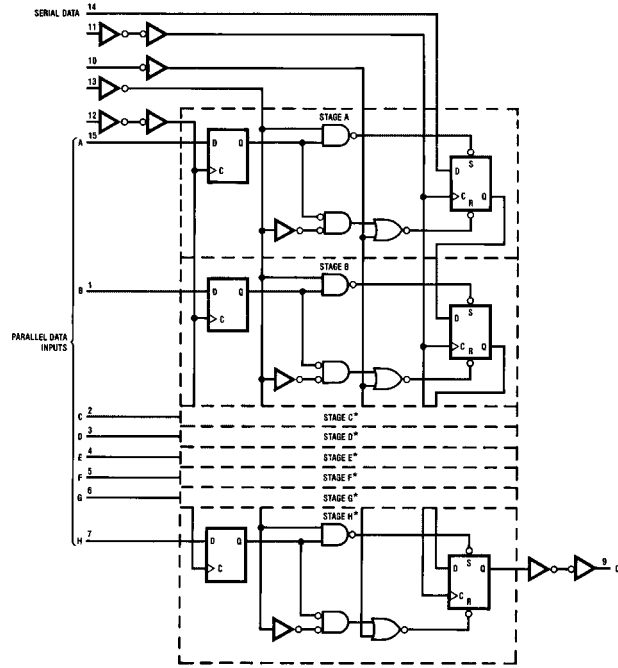 SERIAL DATA 14
11
10
13
12
A 15
STAGE A
D Q
C
D S Q
C R
B 1
STAGE B
D Q
C
D S Q
C R
PARALLEL DATA
INPUTS
C 2
STAGE C*
D 3
STAGE D*
E 4
STAGE E*
F 5
STAGE F*
G 6
STAGE G*
STAGE H*
H 7
D Q
C
D S Q
C R
9